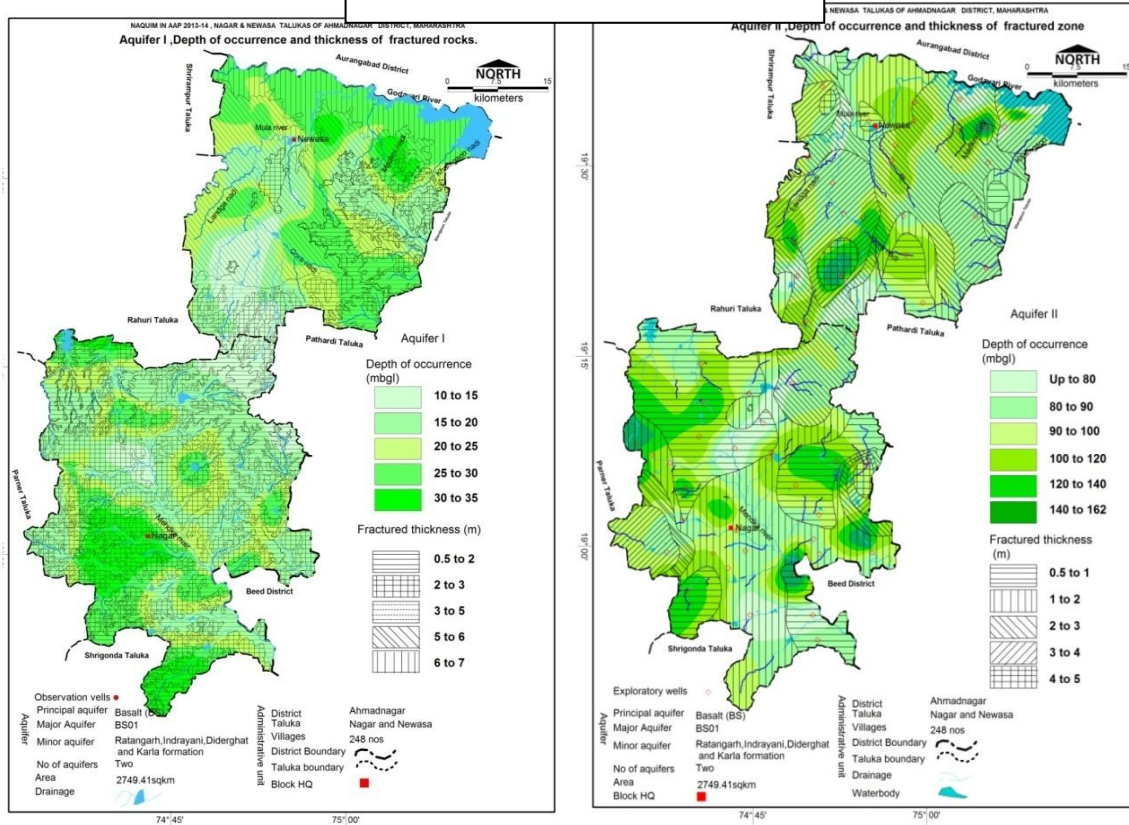 NAQUIM IN AAP 2013-14 , NAGAR & NEWASA TALUKAS OF AHMADNAGAR DISTRICT, MAHARASHTRA
Aquifer I ,Depth of occurrence and thickness of fractured rocks.
Aurangabad District
Shrirampur Taluka
Godavari River
NORTH
0 7.5 15
kilometers
Mula river
Newasa
Landga nadi
Rahuri Taluka
Pathardi Taluka
Aquifer I
Depth of occurrence
(mbgl)
10 to 15
15 to 20
20 to 25
25 to 30
30 to 35
Parner Taluka
Nagar
Fractured thickness (m)
0.5 to 2
2 to 3
3 to 5
5 to 6
6 to 7
Beed District
Shrigonda Taluka
Observation vells
Aquifer
Principal aquifer Basalt (BS)
Major Aquifer BS01
Minor aquifer Ratangarh,Indrayani,Diderghat
and Karla formation
No of aquifers Two
Area 2749.41sqkm
Drainage
Administrative unit
District Ahmadnagar
Taluka Nagar and Newasa
Villages 248 nos
District Boundary
Taluka boundary
Block HQ
74°45' 75°00'
& NEWASA TALUKAS OF AHMADNAGAR DISTRICT, MAHARASHTRA
Aquifer II ,Depth of occurrence and thickness of fractured zone
Aurangabad District
Shrirampur Taluka
Godavari River
NORTH
0 7.5 15
kilometers
Mula river
Newasa
19°30'
Rahuri Taluka
Pathardi Taluka
19°15'
Aquifer II
Depth of occurrence
(mbgl)
Up to 80
80 to 90
90 to 100
100 to 120
120 to 140
140 to 162
Parner Taluka
Nagar
19°00'
Fractured thickness
(m)
0.5 to 1
1 to 2
2 to 3
3 to 4
4 to 5
Beed District
Shrigonda Taluka
Exploratory wells
Aquifer
Principal aquifer Basalt (BS)
Major Aquifer BS01
Minor aquifer Ratangarh,Indrayani,Diderghat
and Karla formation
No of aquifers Two
Area 2749.41sqkm
Block HQ
Administrative unit
District Ahmadnagar
Taluka Nagar and Newasa
Villages 248 nos
District Boundary
Taluka boundary
Drainage
Waterbody
74°45' 75°00'